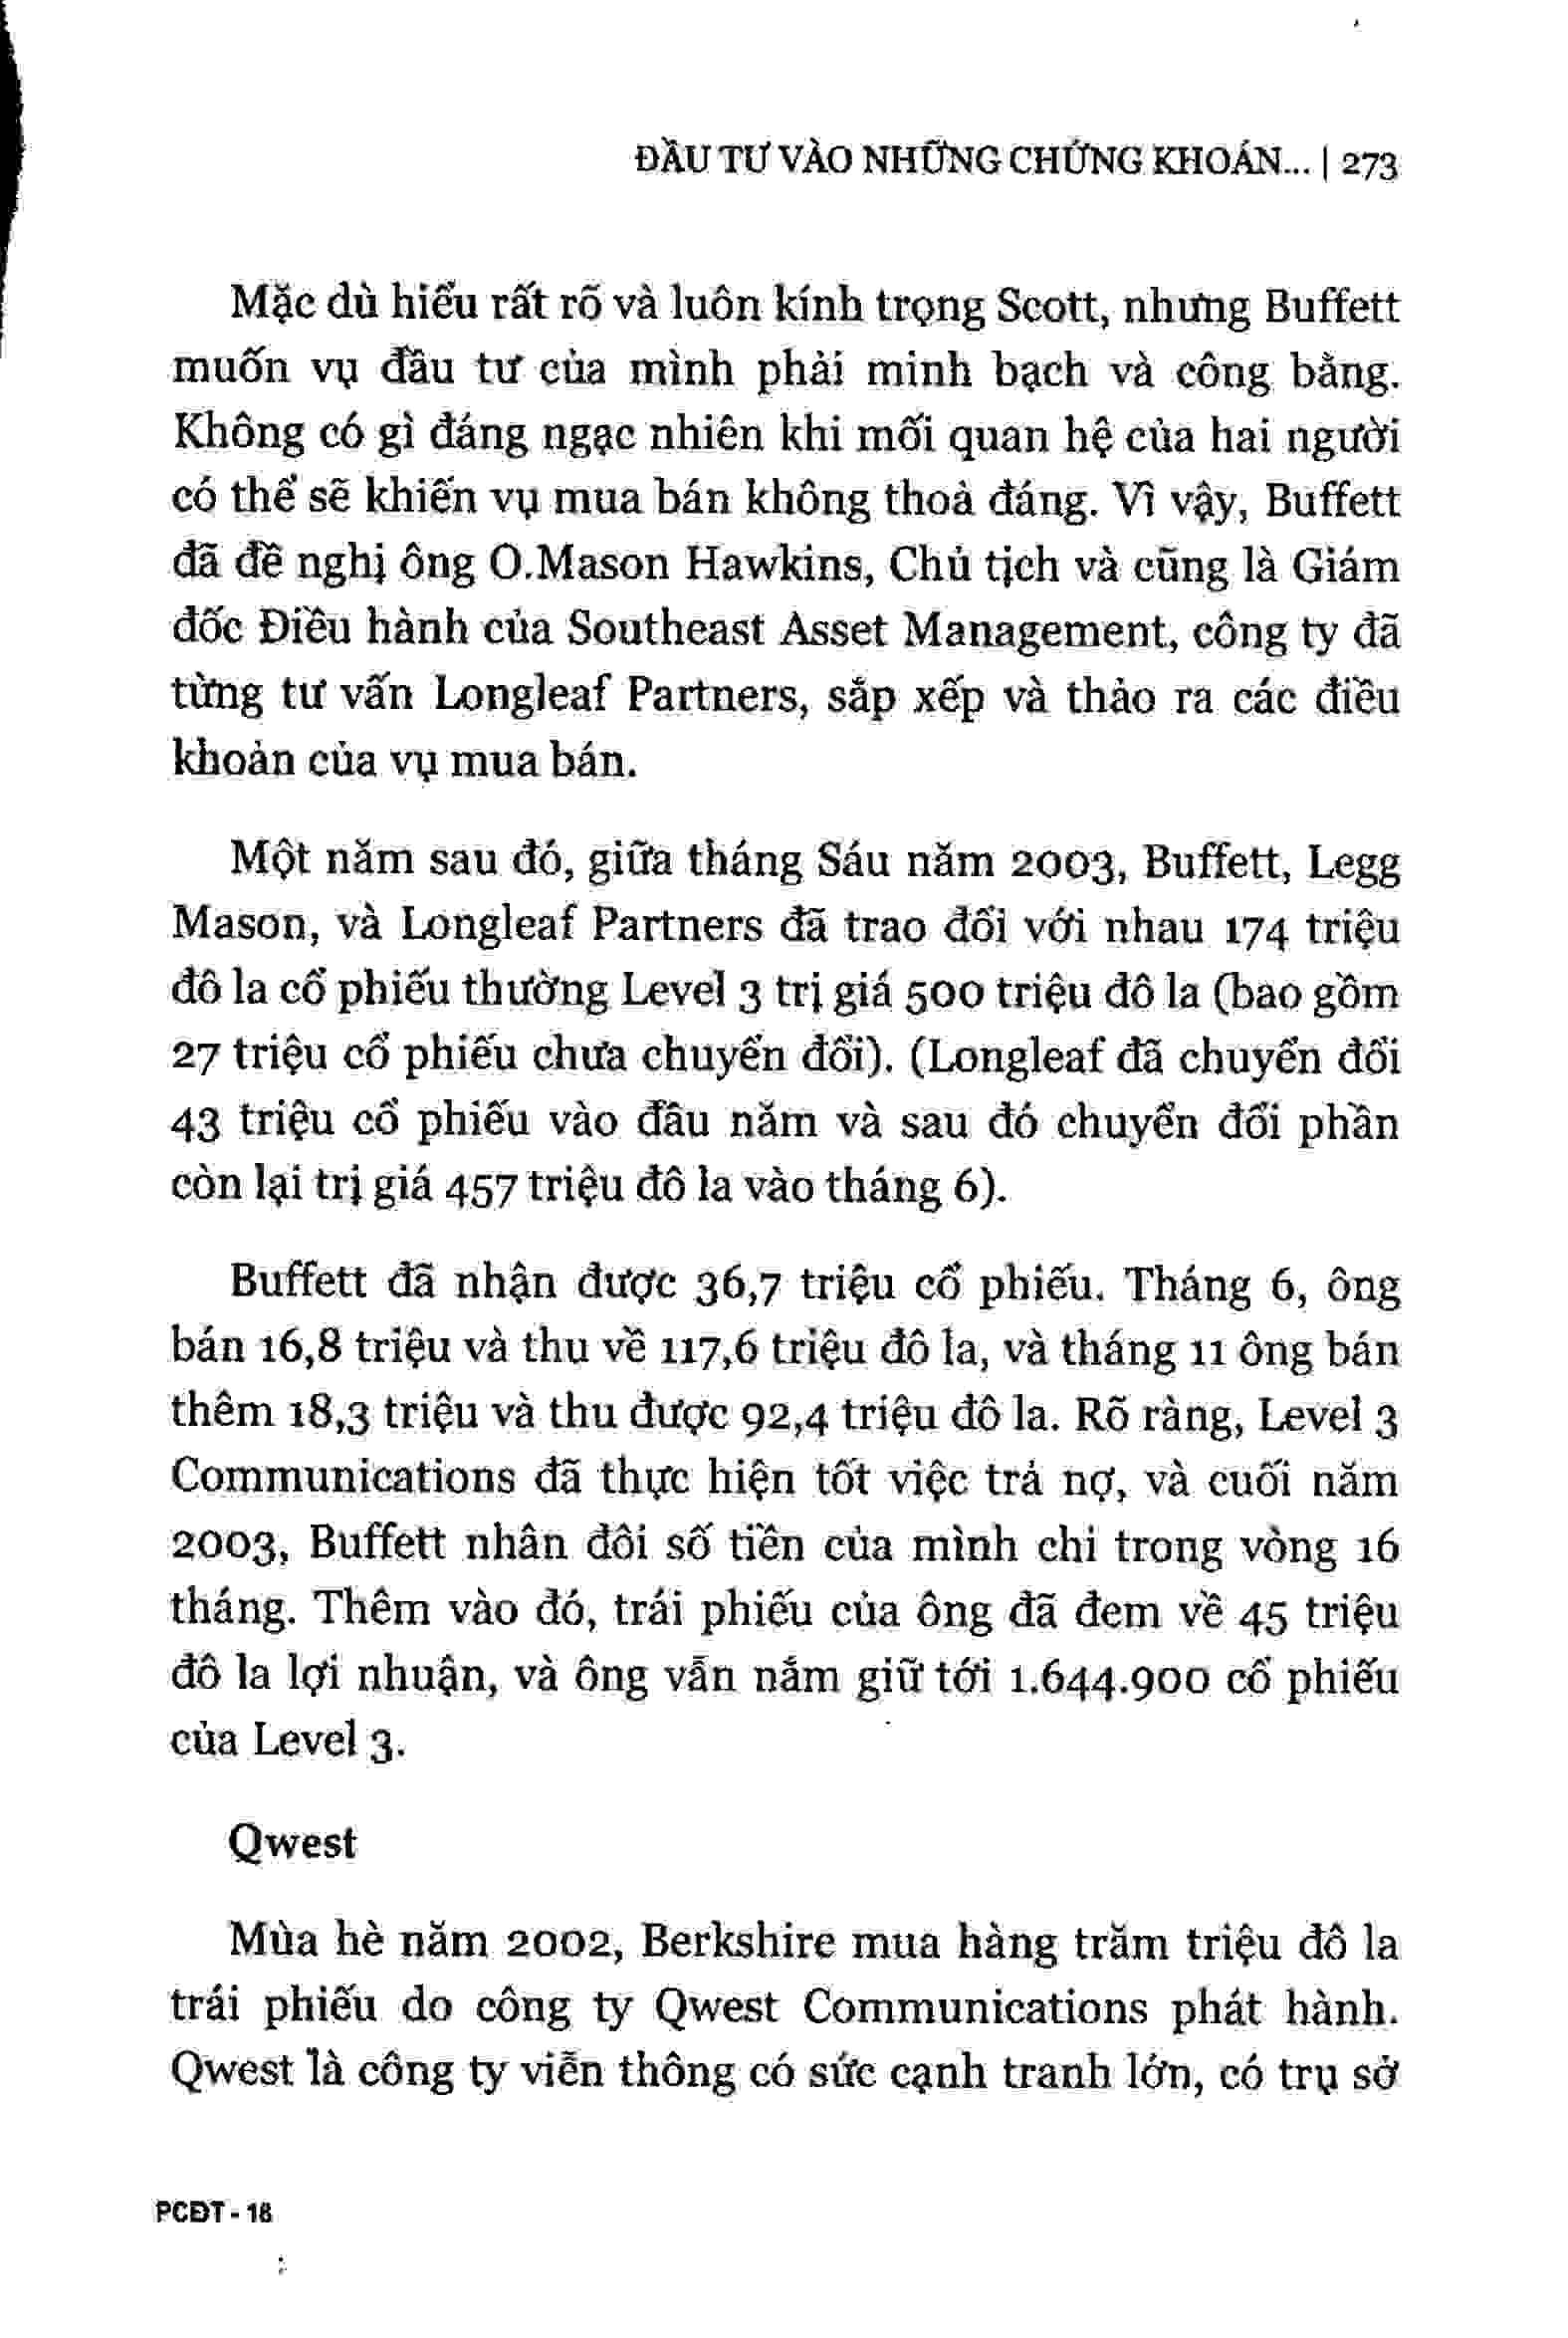 ĐẦU TƯ VÀO NHỮNG CHỨNG KHOÁN... | 273
Mặc dù hiểu rất rõ và luôn kính trọng Scott, nhưng Buffett
muốn vụ đầu tư của mình phải minh bạch và công bằng.
Không có gì đáng ngạc nhiên khi mối quan hệ của hai người
có thể sẽ khiến vụ mua bán không thoả đáng. Vì vậy, Buffett
đã đề nghị ông O.Mason Hawkins, Chủ tịch và cũng là Giám
đốc Điều hành của Southeast Asset Management, công ty đã
từng tư vấn Longleaf Partners, sắp xếp và thảo ra các điều
khoản của vụ mua bán.
Một năm sau đó, giữa tháng Sáu năm 2003, Buffett, Legg
Mason, và Longleaf Partners đã trao đổi với nhau 174 triệu
đô la cổ phiếu thường Level 3 trị giá 500 triệu đô la (bao gồm
27 triệu cổ phiếu chưa chuyển đổi). (Longleaf đã chuyển đổi
43 triệu cổ phiếu vào đầu năm và sau đó chuyển đổi phần
còn lại trị giá 457 triệu đô la vào tháng 6).
Buffett đã nhận được 36,7 triệu cổ phiếu. Tháng 6, ông
bán 16,8 triệu và thu về 117,6 triệu đô la, và tháng 11 ông bán
thêm 18,3 triệu và thu được 92,4 triệu đô la. Rõ ràng, Level 3
Communications đã thực hiện tốt việc trả nợ, và cuối năm
2003, Buffett nhân đôi số tiền của mình chi trong vòng 16
tháng. Thêm vào đó, trái phiếu của ông đã đem về 45 triệu
đô la lợi nhuận, và ông vẫn nắm giữ tới 1.644.900 cổ phiếu
của Level 3.
Qwest
Mùa hè năm 2002, Berkshire mua hàng trăm triệu đô la
trái phiếu do công ty Qwest Communications phát hành.
Qwest là công ty viễn thông có sức cạnh tranh lớn, có trụ sở
PCĐT - 18